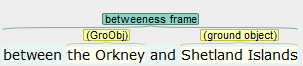 betweeness frame
(GroObj) (ground object)
between the Orkney and Shetland Islands